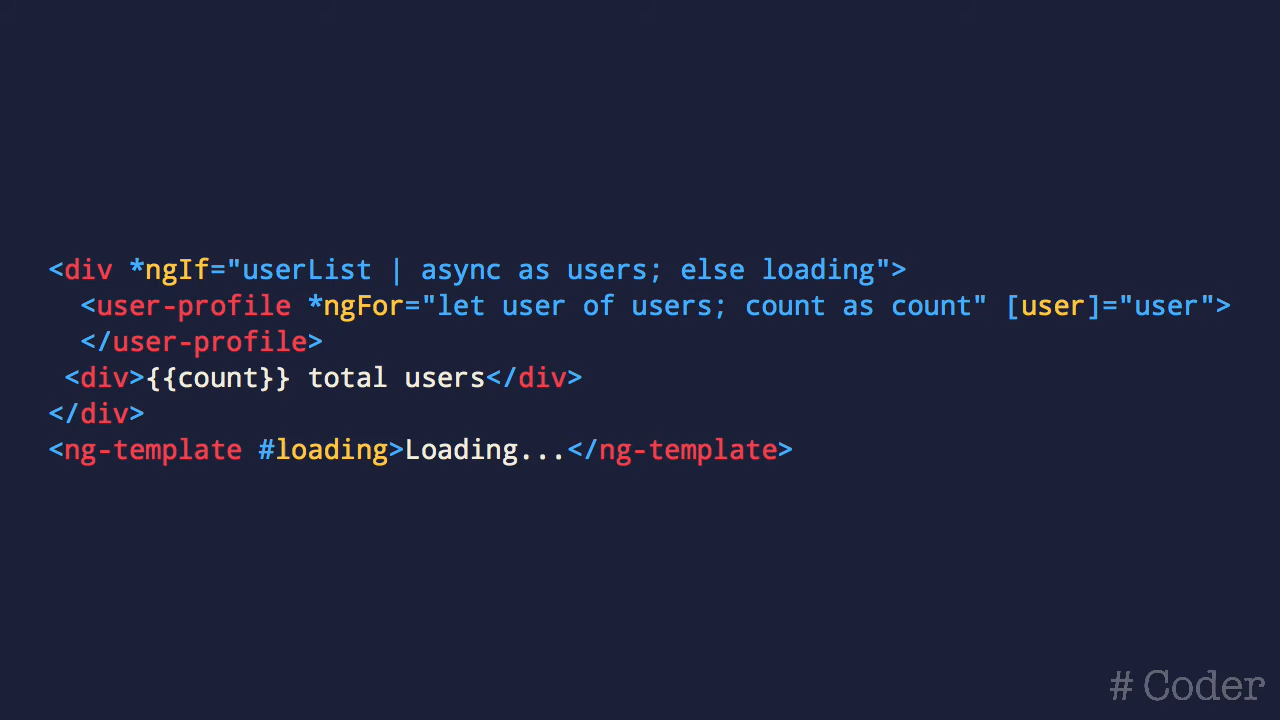 <div *ngIf="userList | async as users; else loading">
<user-profile *ngFor="let user of users; count as count" [user]="user">
</user-profile>
<div>{{count}} total users</div>
</div>
<ng-template #loading>Loading...</ng-template>
# Coder